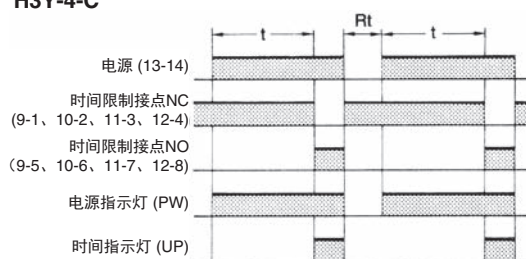 H3Y-4-C
t
Rt
t
电源 (13-14)
时间限制接点NC
(9-1、10-2、11-3、12-4)
时间限制接点NO
（9-5、10-6、11-7、12-8)
电源指示灯 (PW)
时间指示灯 (UP)